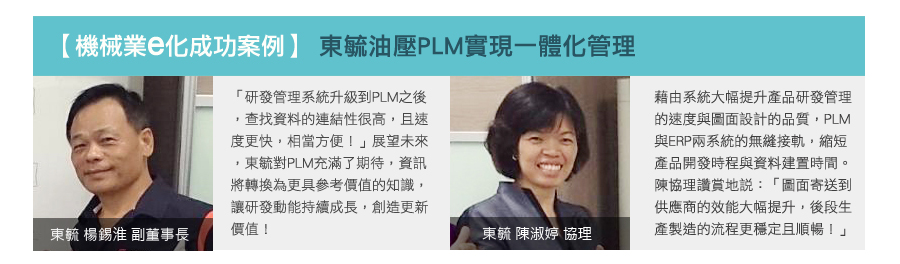 【機械業e化成功案例】 東毓油壓PLM實現一體化管理
「研發管理系統升級到PLM之後
，查找資料的連結性很高，且速
度更快，相當方便！」展望未來
，東毓對PLM充滿了期待，資訊
將轉換為更具參考價值的知識，
讓研發動能持續成長，創造更新
價值！
東毓 楊錫淮 副董事長
藉由系統大幅提升產品研發管理
的速度與圖面設計的品質，PLM
與ERP兩系統的無縫接軌，縮短
產品開發時程與資料建置時間。
陳協理讚賞地說：「圖面寄送到
供應商的效能大幅提升，後段生
產製造的流程更穩定且順暢！」
東毓 陳淑婷 協理